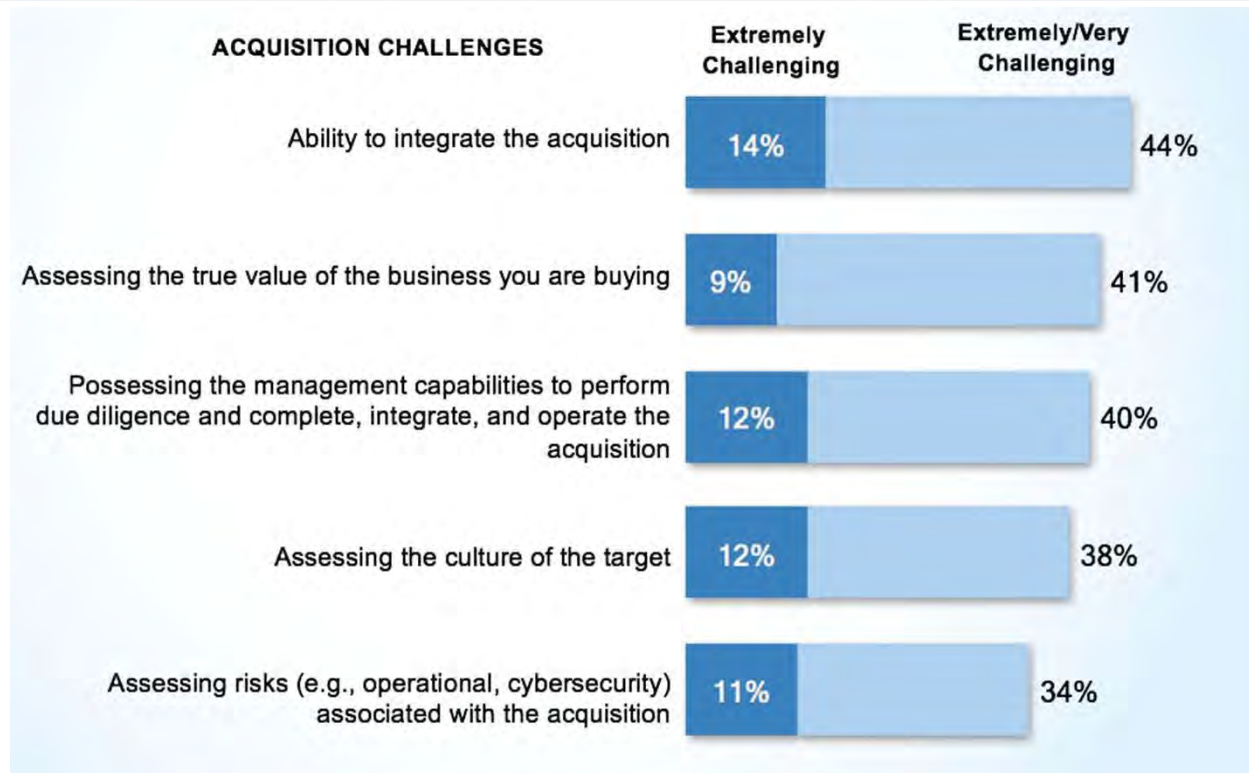 ACQUISITION CHALLENGES
Extremely
Challenging
Extremely/Very
Challenging
Ability to integrate the acquisition
14%
44%
Assessing the true value of the business you are buying
9%
41%
Possessing the management capabilities to perform
due diligence and complete, integrate, and operate the
acquisition
12%
40%
Assessing the culture of the target
12%
38%
Assessing risks (e.g., operational, cybersecurity)
associated with the acquisition
11%
34%